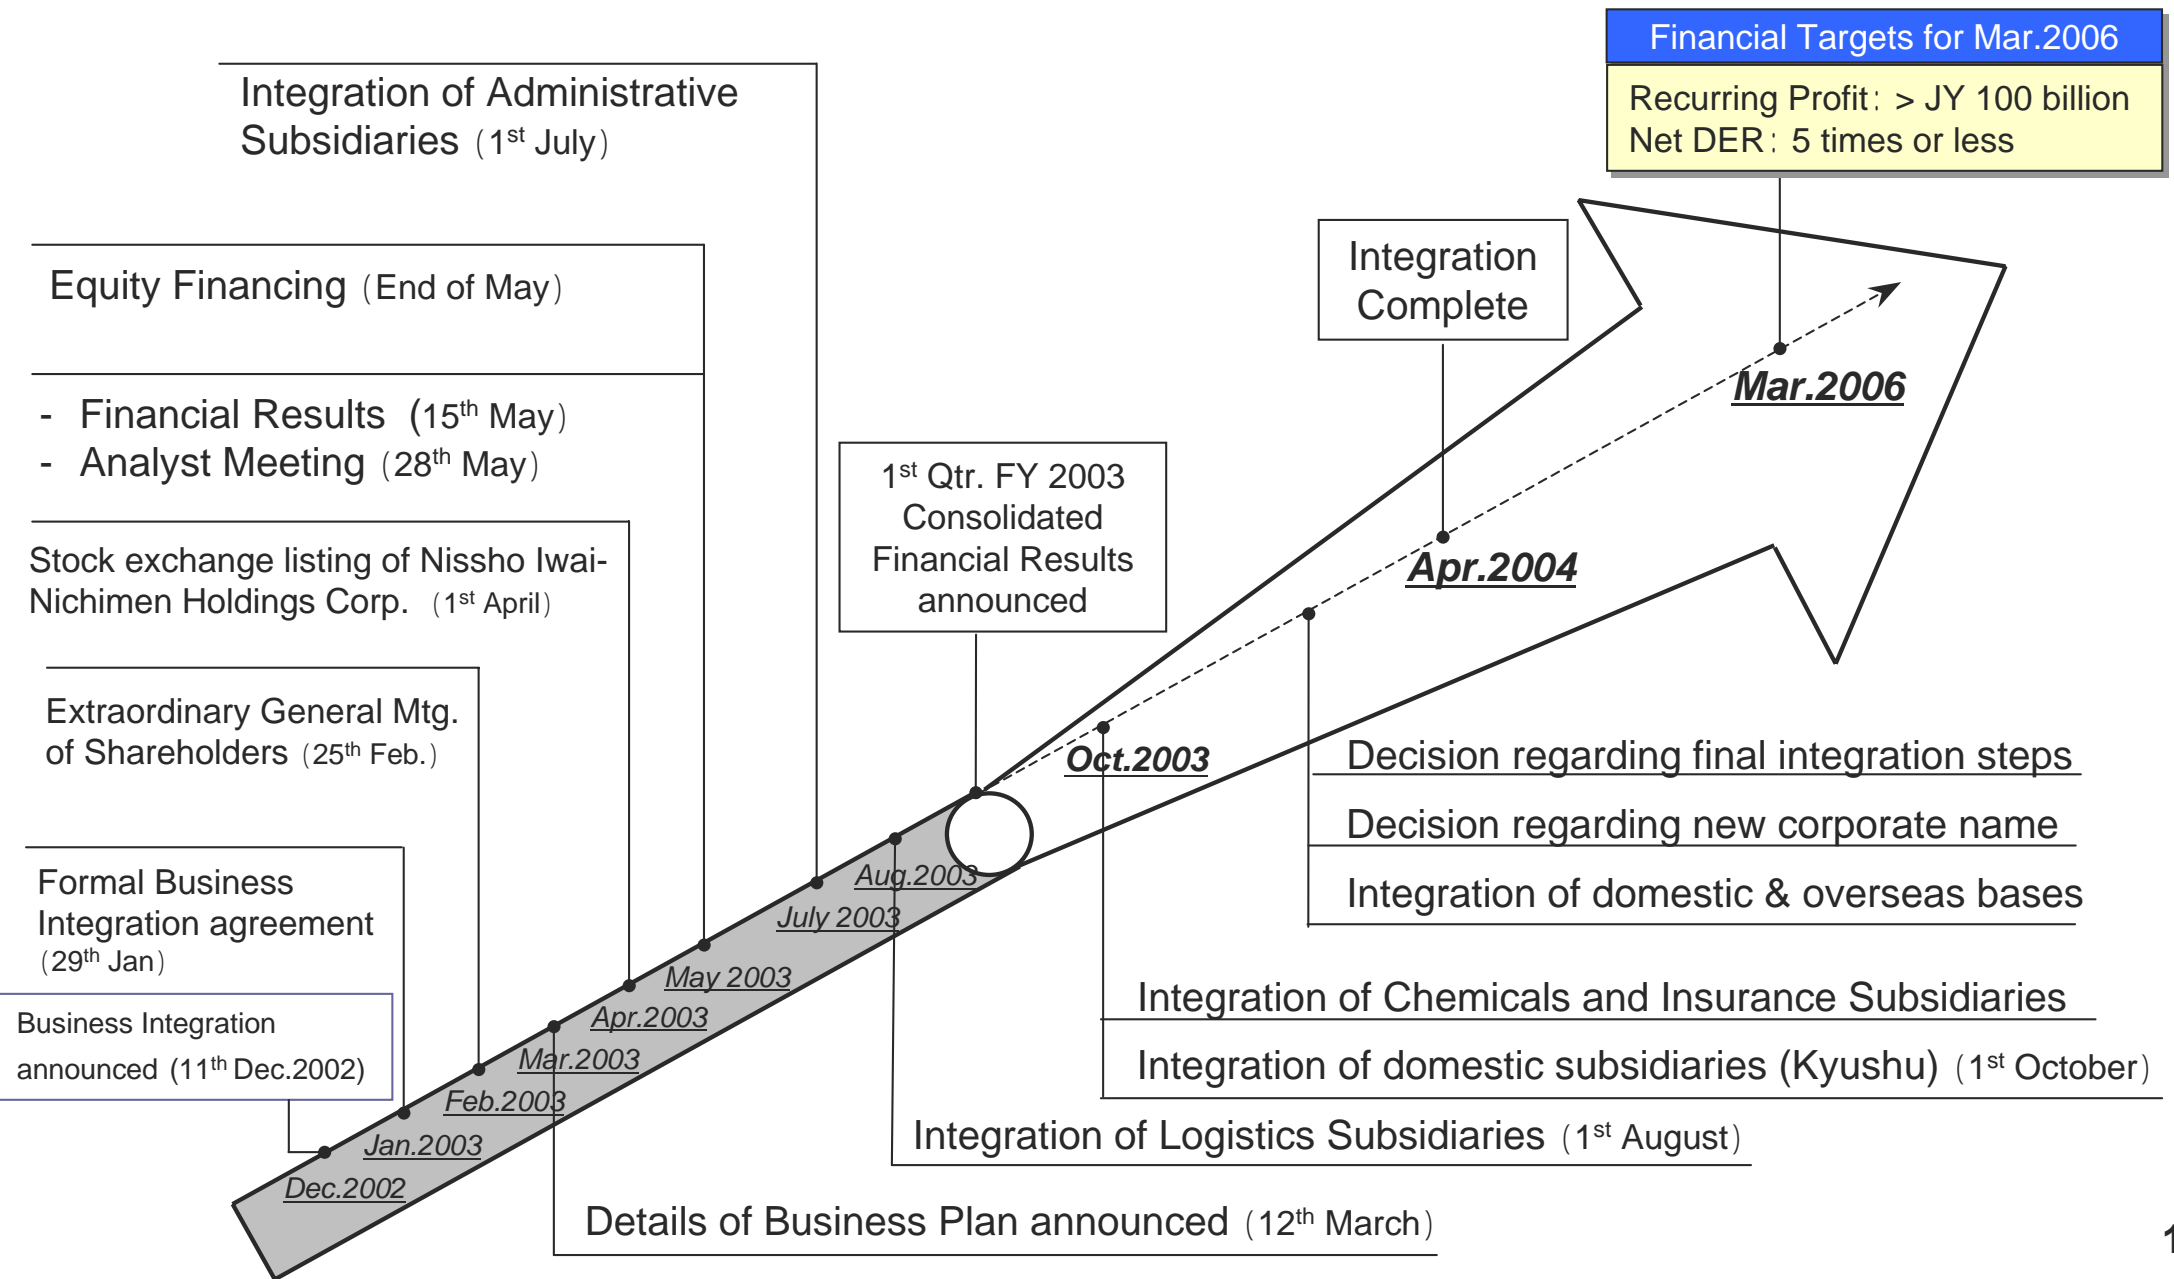 Financial Targets for Mar.2006
Recurring Profit: > JY 100 billion
Net DER: 5 times or less
Integration of Administrative
Subsidiaries (1st July)
Equity Financing (End of May)
- Financial Results (15th May)
- Analyst Meeting (28th May)
Stock exchange listing of Nissho Iwai-
Nichimen Holdings Corp. (1st April)
Extraordinary General Mtg.
of Shareholders (25th Feb.)
Formal Business
Integration agreement
(29th Jan)
Business Integration
announced (11th Dec.2002)
1st Qtr. FY 2003
Consolidated
Financial Results
announced
Integration
Complete
Mar.2006
Apr.2004
Oct.2003
Aug.2003
July 2003
May 2003
Apr.2003
Mar.2003
Feb.2003
Jan.2003
Dec.2002
Decision regarding final integration steps
Decision regarding new corporate name
Integration of domestic & overseas bases
Integration of Chemicals and Insurance Subsidiaries
Integration of domestic subsidiaries (Kyushu) (1st October)
Integration of Logistics Subsidiaries (1st August)
Details of Business Plan announced (12th March)